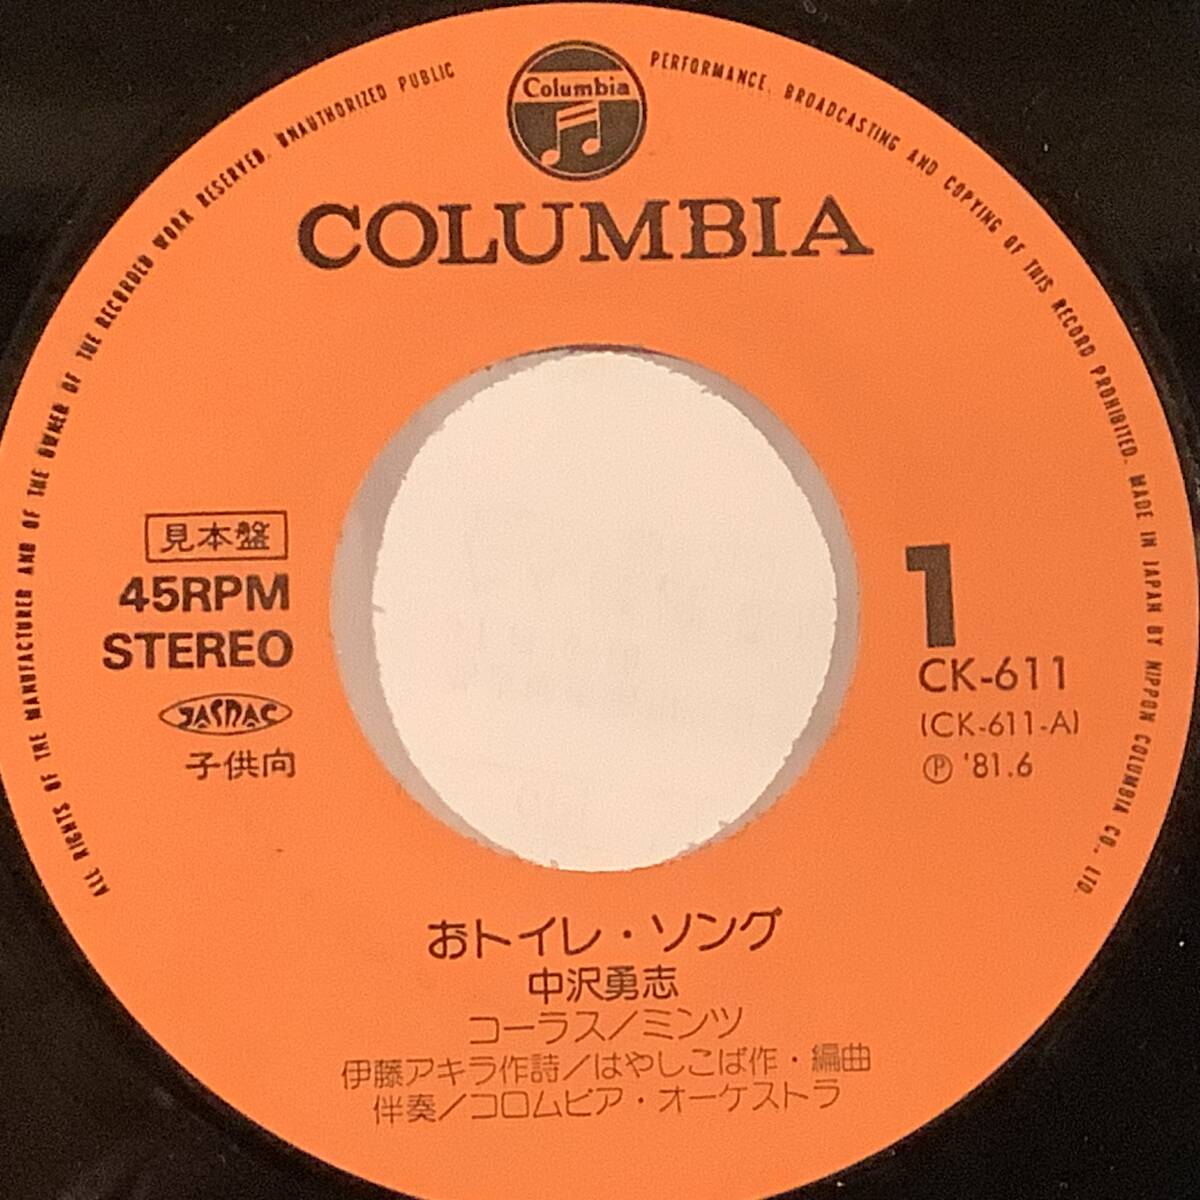 ALL RIGHTS OF THE MANUFACTURER AND OF THE OWNER OF THE RECORDED WORK RESERVED. UNAUTHORIZED PUBLIC PERFORMANCE, BROADCASTING AND COPYING OF THIS RECORD PROHIBITED. MADE IN JAPAN BY NIPPON COLUMBIA CO., LTD.
Columbia
COLUMBIA
見本盤
45RPM
STEREO
JASRAC
子供向
1
CK-611
(CK-611-A)
Ⓟ '81.6
おトイレ・ソング
中沢勇志
コーラス/ミンツ
伊藤アキラ作詩/はやしこば作・編曲
伴奏/コロムビア・オーケストラ